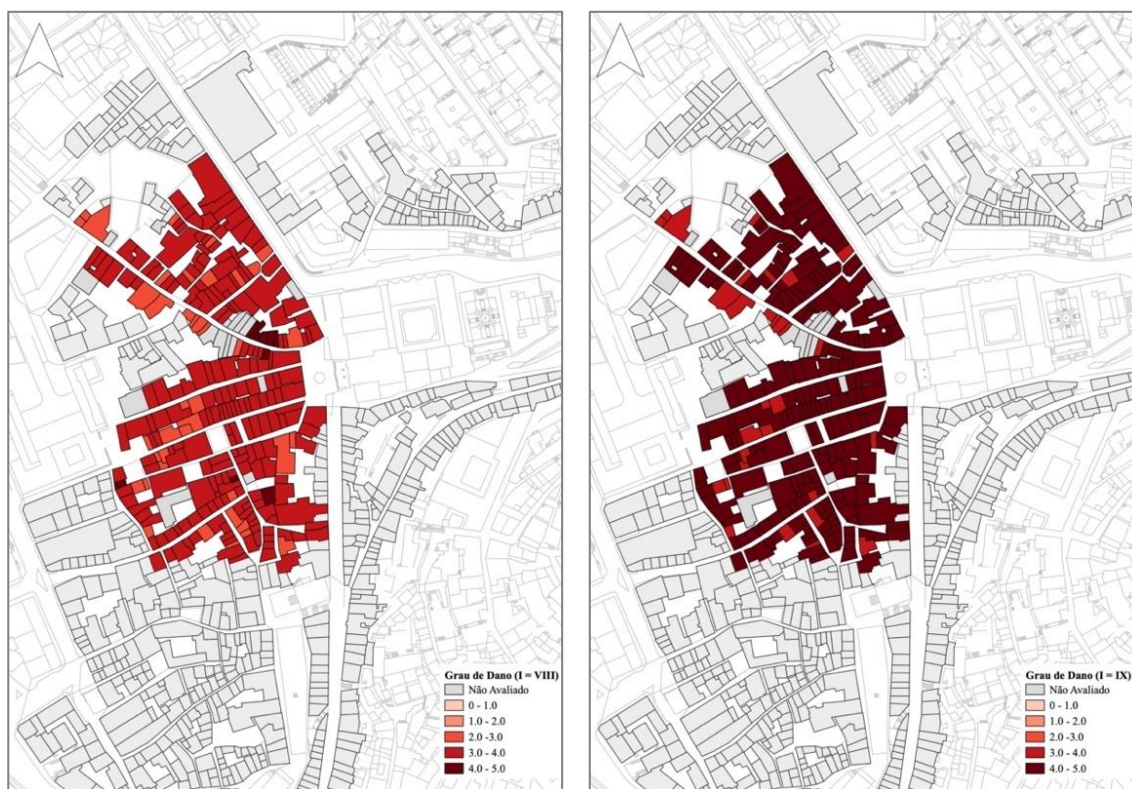 Grau de Dano (I = VIII)
Não Avaliado
0 - 1.0
1.0 - 2.0
2.0 -3.0
3.0 - 4.0
4.0 - 5.0
Grau de Dano (I = IX)
Não Avaliado
0 - 1.0
1.0 - 2.0
2.0 -3.0
3.0 - 4.0
4.0 - 5.0